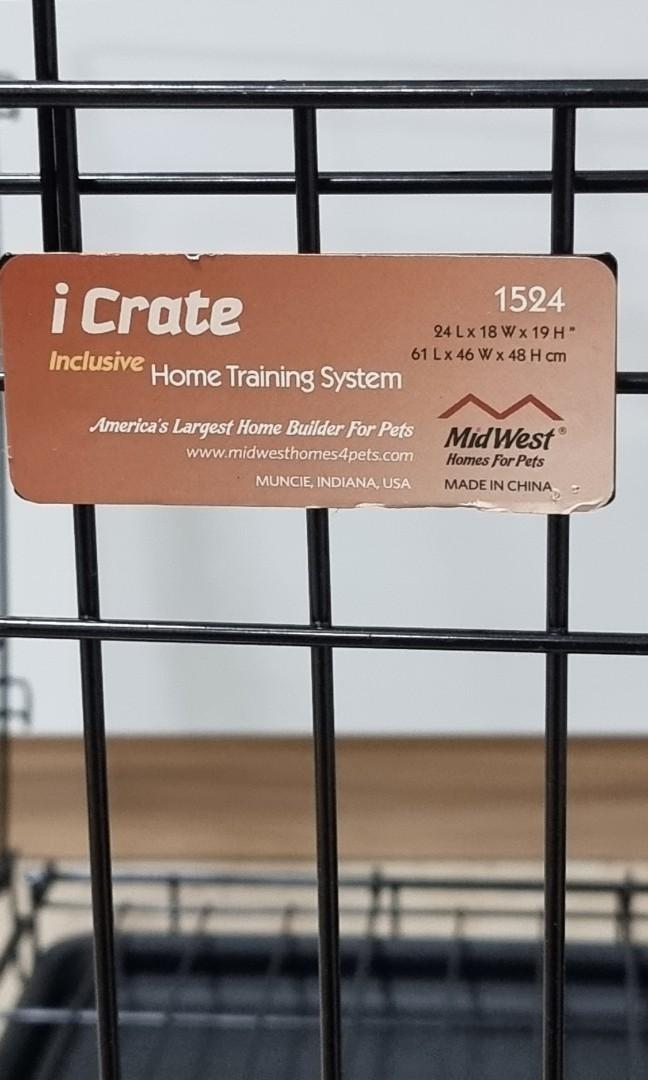 i Crate
Inclusive Home Training System
America's Largest Home Builder For Pets
www.midwesthomes4pets.com
MUNCIE, INDIANA, USA
1524
24 L x 18 W x 19 H "
61 L x 46 W x 48 H cm
MidWest®
Homes For Pets
MADE IN CHINA